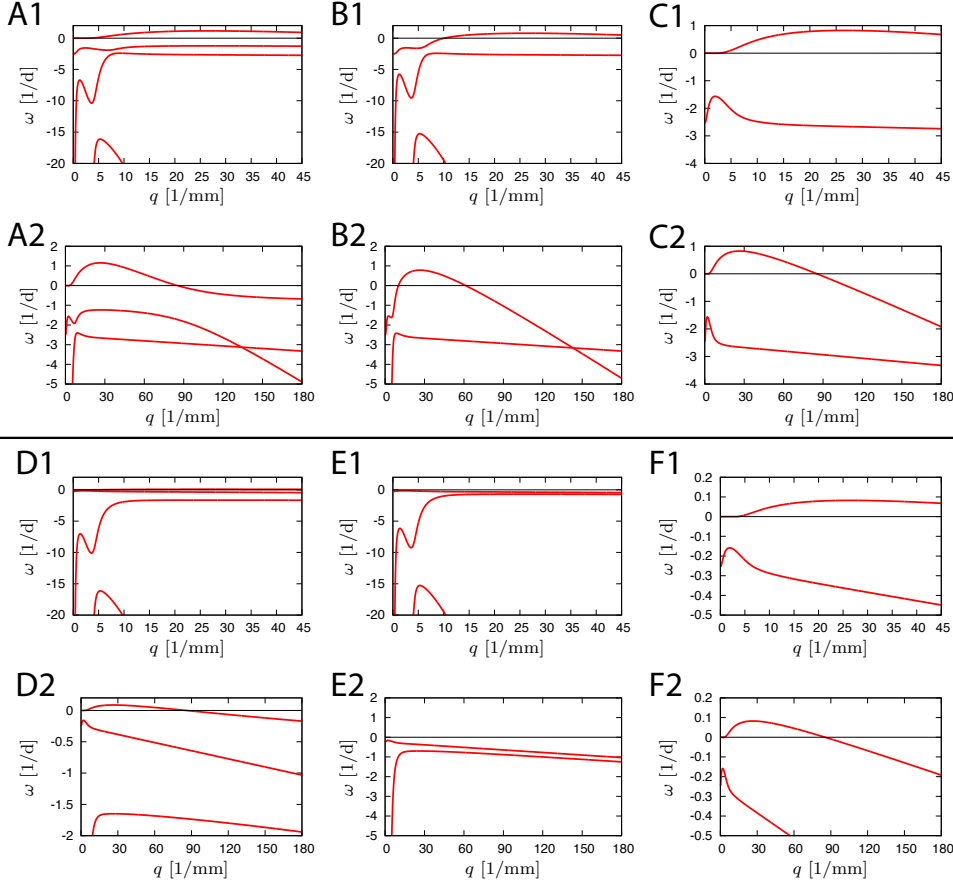 A1
B1
C1
ω [1/d]
0
-5
-10
-15
-20
0 5 10 15 20 25 30 35 40 45
q [1/mm]
ω [1/d]
0
-5
-10
-15
-20
0 5 10 15 20 25 30 35 40 45
q [1/mm]
ω [1/d]
1
0
-1
-2
-3
-4
0 5 10 15 20 25 30 35 40 45
q [1/mm]
A2
B2
C2
ω [1/d]
2
1
0
-1
-2
-3
-4
-5
0 30 60 90 120 150 180
q [1/mm]
ω [1/d]
2
1
0
-1
-2
-3
-4
-5
0 30 60 90 120 150 180
q [1/mm]
ω [1/d]
1
0
-1
-2
-3
-4
0 30 60 90 120 150 180
q [1/mm]
D1
E1
F1
ω [1/d]
0
-5
-10
-15
-20
0 5 10 15 20 25 30 35 40 45
q [1/mm]
ω [1/d]
0
-5
-10
-15
-20
0 5 10 15 20 25 30 35 40 45
q [1/mm]
ω [1/d]
0.2
0.1
0
-0.1
-0.2
-0.3
-0.4
-0.5
0 5 10 15 20 25 30 35 40 45
q [1/mm]
D2
E2
F2
ω [1/d]
0
-0.5
-1
-1.5
-2
0 30 60 90 120 150 180
q [1/mm]
ω [1/d]
2
1
0
-1
-2
-3
-4
-5
0 30 60 90 120 150 180
q [1/mm]
ω [1/d]
0.2
0.1
0
-0.1
-0.2
-0.3
-0.4
-0.5
0 30 60 90 120 150 180
q [1/mm]